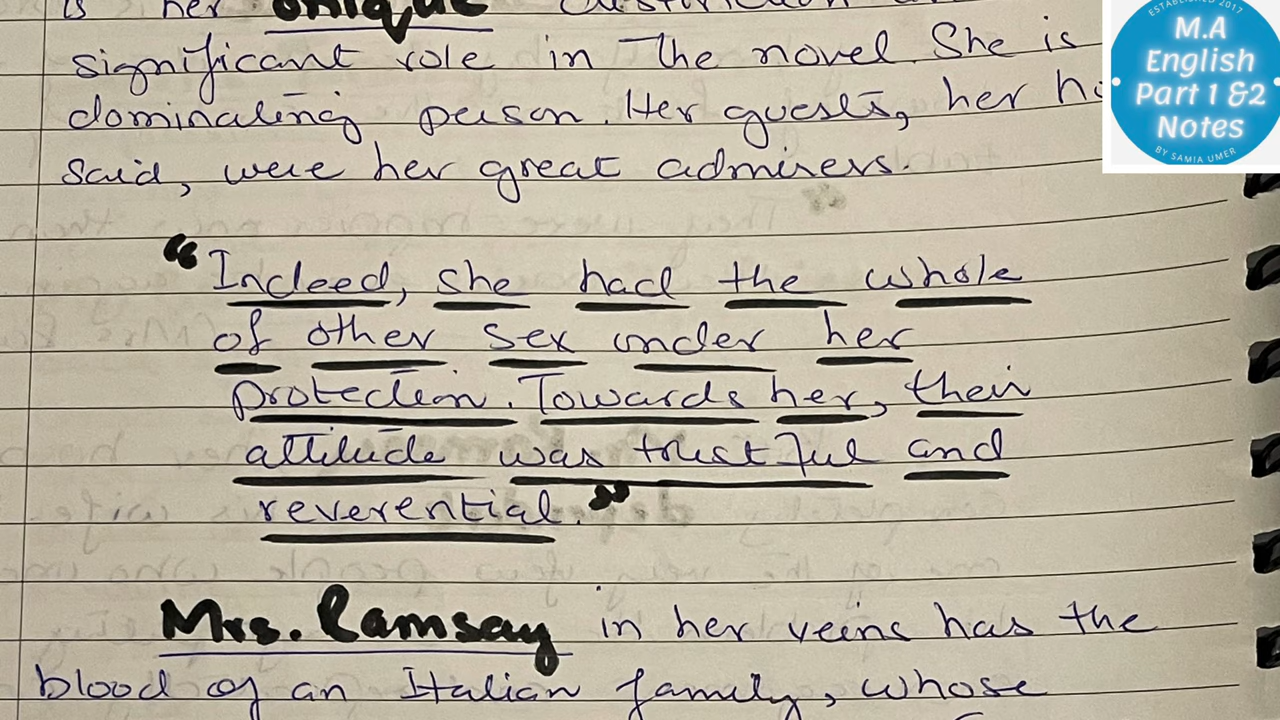 is her unique
significant role in the novel. She is
dominating person. Her guests, her
said, were her great admirers.
"Indeed, she had the whole
of other sex under her
protection. Towards her, their
attitude was trustful and
reverential."
Mrs. Ramsay in her veins has the
blood of an Italian family, whose
ESTABLISHED 2017
M.A
English
Part 1 &2
Notes
BY SAMIA UMER